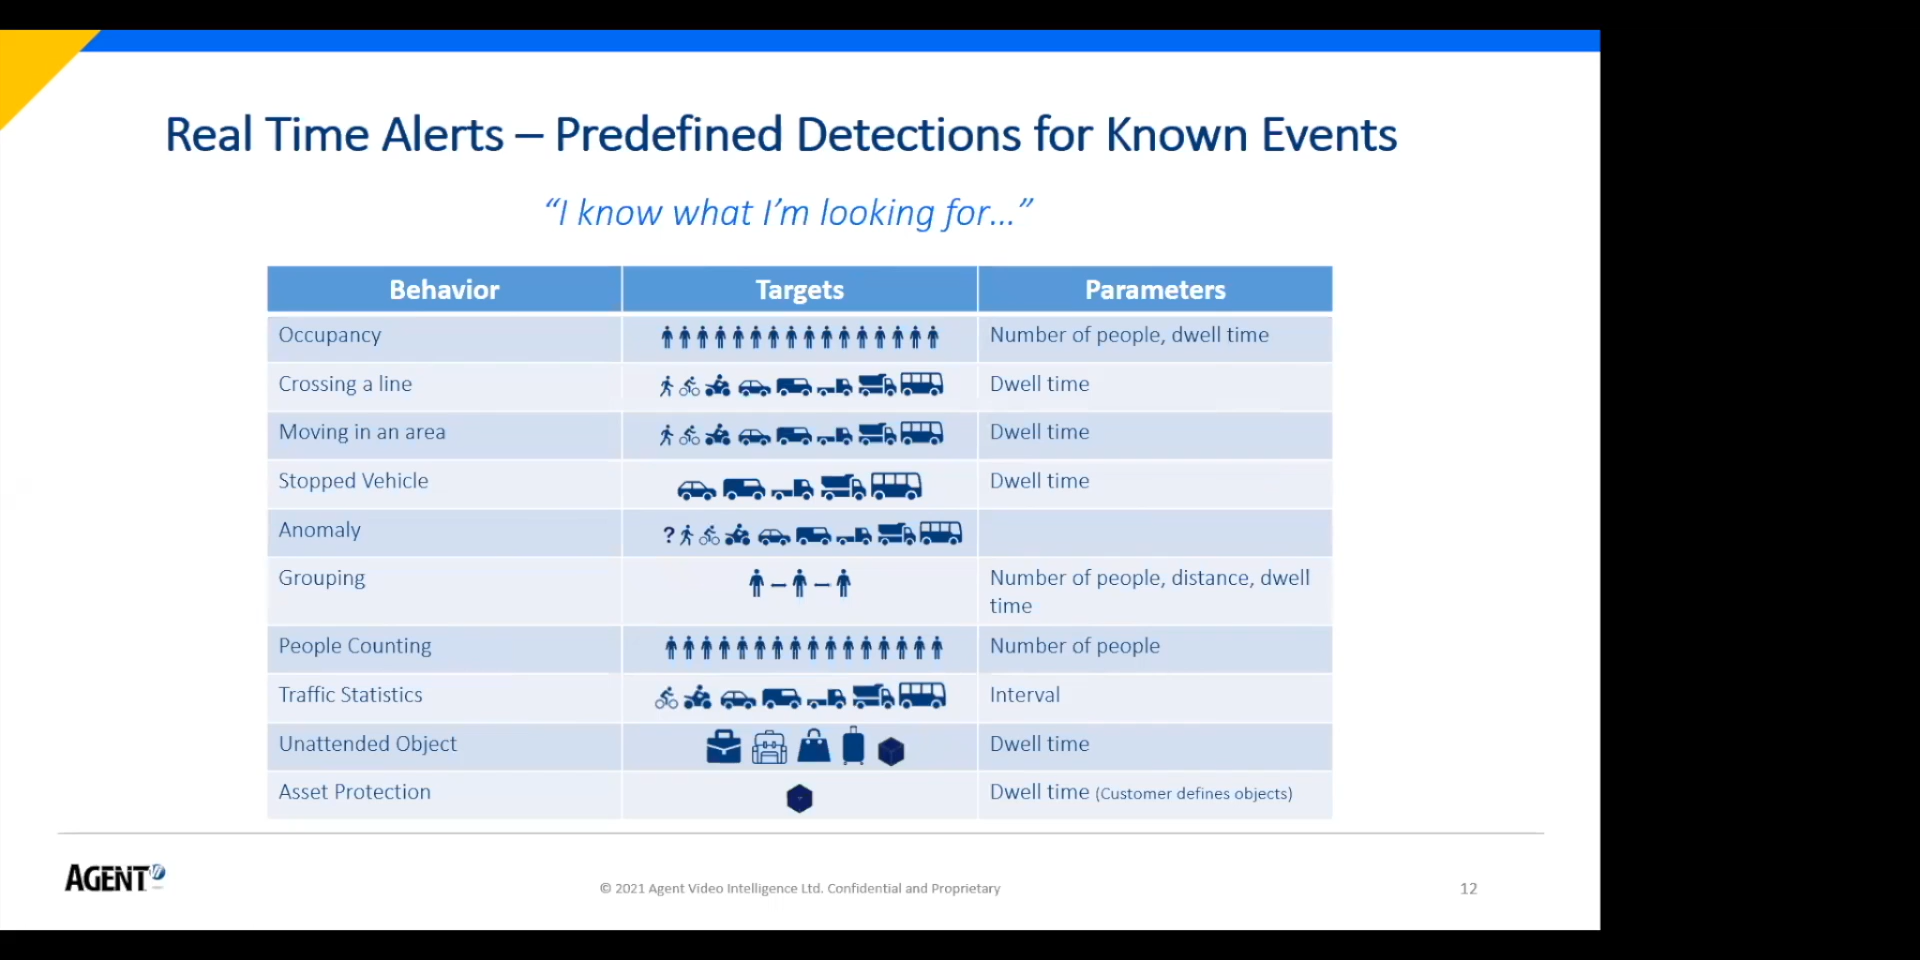 Real Time Alerts – Predefined Detections for Known Events
“I know what I’m looking for...”
Behavior Targets Parameters
Occupancy Number of people, dwell time
Crossing a line Dwell time
Moving in an area Dwell time
Stopped Vehicle Dwell time
Anomaly ?
Grouping Number of people, distance, dwell
time
People Counting Number of people
Traffic Statistics Interval
Unattended Object Dwell time
Asset Protection Dwell time (Customer defines objects)
AGENT
© 2021 Agent Video Intelligence Ltd. Confidential and Proprietary
12